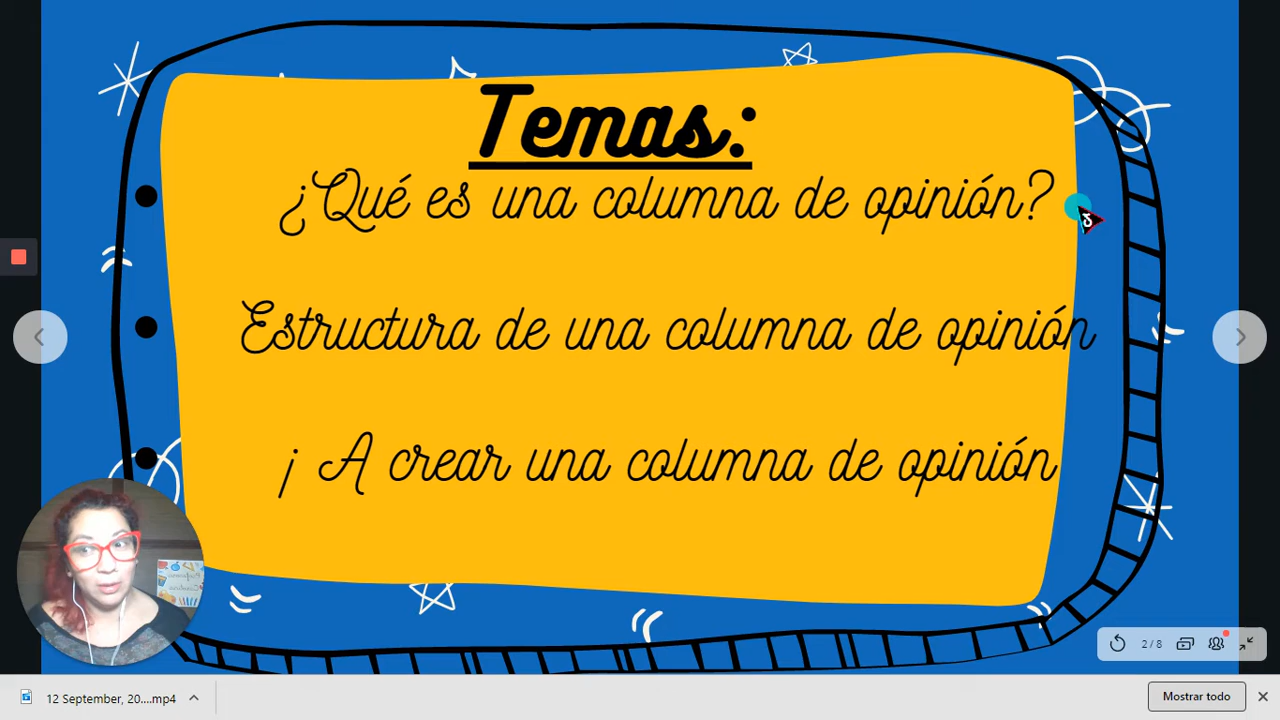 Temas:
¿Qué es una columna de opinión?
Estructura de una columna de opinión
¡ A crear una columna de opinión
2/8
12 September, 20....mp4
Mostrar todo